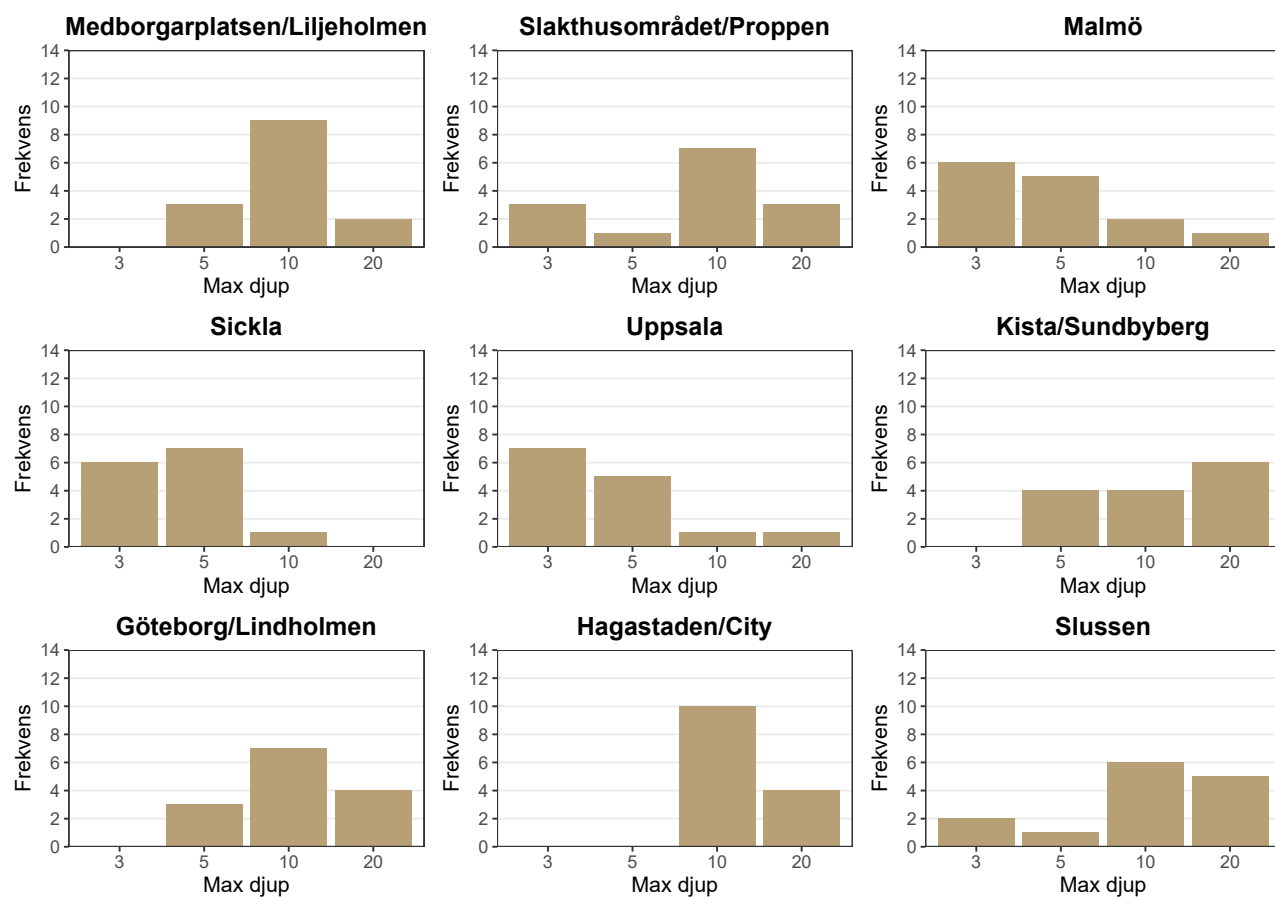 Medborgarplatsen/Liljeholmen
14
12
10
8
6
4
2
0
Frekvens
3 5 10 20
Max djup
Slakthusområdet/Proppen
14
12
10
8
6
4
2
0
Frekvens
3 5 10 20
Max djup
Malmö
14
12
10
8
6
4
2
0
Frekvens
3 5 10 20
Max djup
Sickla
14
12
10
8
6
4
2
0
Frekvens
3 5 10 20
Max djup
Uppsala
14
12
10
8
6
4
2
0
Frekvens
3 5 10 20
Max djup
Kista/Sundbyberg
14
12
10
8
6
4
2
0
Frekvens
3 5 10 20
Max djup
Göteborg/Lindholmen
14
12
10
8
6
4
2
0
Frekvens
3 5 10 20
Max djup
Hagastaden/City
14
12
10
8
6
4
2
0
Frekvens
3 5 10 20
Max djup
Slussen
14
12
10
8
6
4
2
0
Frekvens
3 5 10 20
Max djup